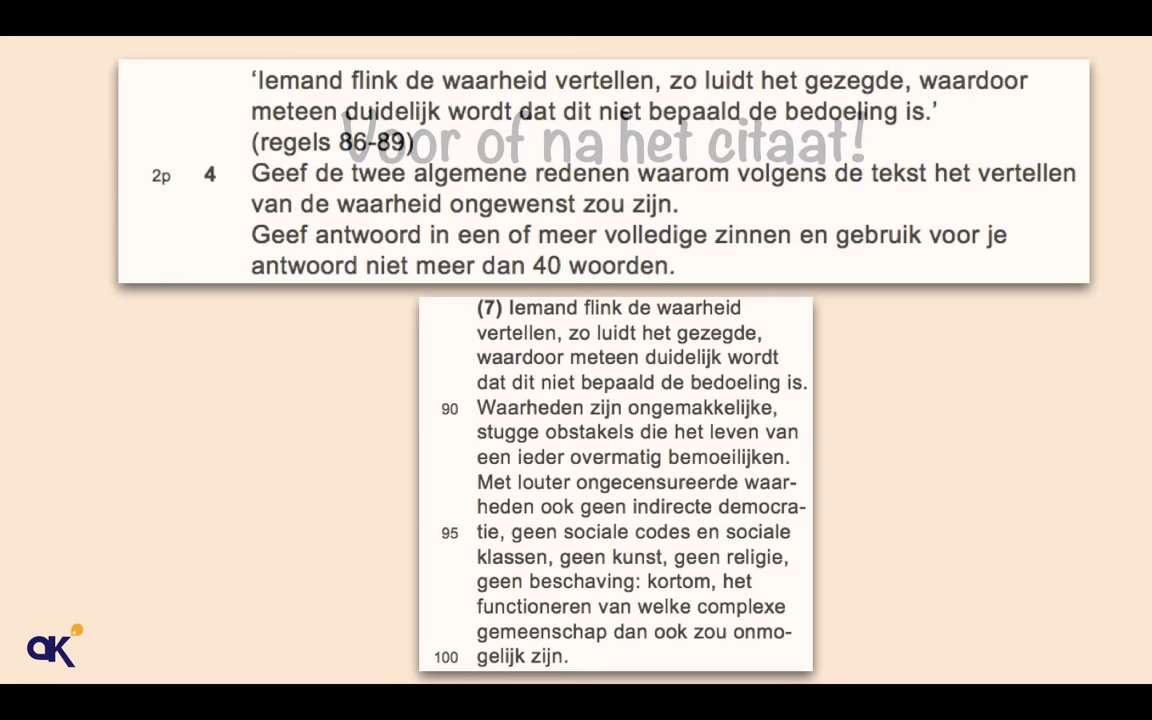 ‘Iemand flink de waarheid vertellen, zo luidt het gezegde, waardoor
meteen duidelijk wordt dat dit niet bepaald de bedoeling is.’
(regels 86-89)
Voor of na het citaat!
2p 4 Geef de twee algemene redenen waarom volgens de tekst het vertellen
van de waarheid ongewenst zou zijn.
Geef antwoord in een of meer volledige zinnen en gebruik voor je
antwoord niet meer dan 40 woorden.
(7) Iemand flink de waarheid
vertellen, zo luidt het gezegde,
waardoor meteen duidelijk wordt
dat dit niet bepaald de bedoeling is.
90 Waarheden zijn ongemakkelijke,
stugge obstakels die het leven van
een ieder overmatig bemoeilijken.
Met louter ongecensureerde waar-
heden ook geen indirecte democra-
95 tie, geen sociale codes en sociale
klassen, geen kunst, geen religie,
geen beschaving: kortom, het
functioneren van welke complexe
gemeenschap dan ook zou onmo-
100 gelijk zijn.
ak